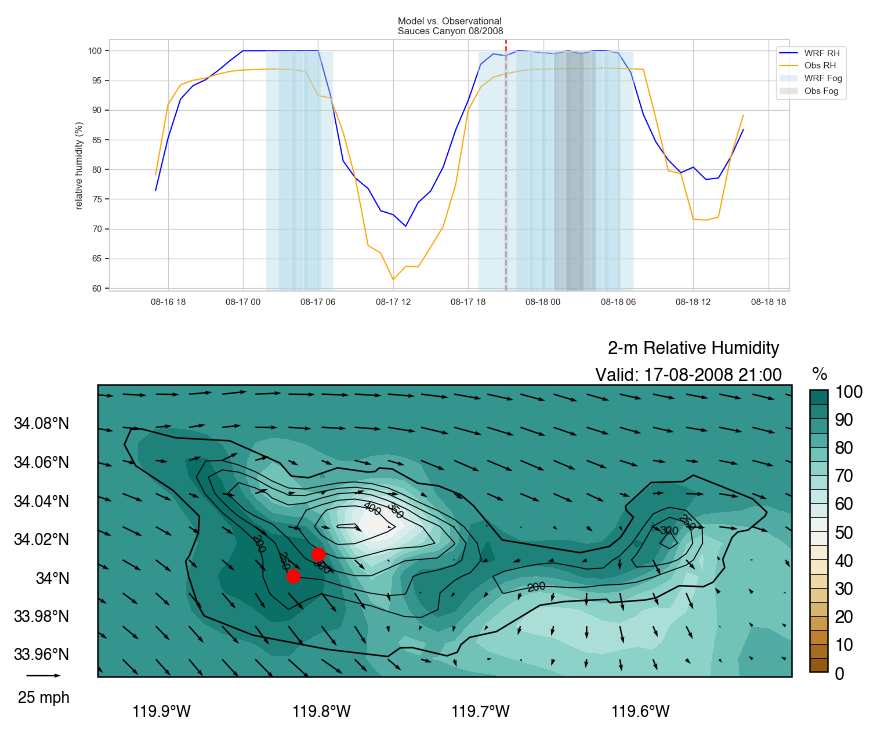 Model vs. Observational
Sauces Canyon 08/2008
relative humidity (%)
100
95
90
85
80
75
70
65
60
08-16 18
08-17 00
08-17 06
08-17 12
08-17 18
08-18 00
08-18 06
08-18 12
08-18 18
WRF RH
Obs RH
WRF Fog
Obs Fog
2-m Relative Humidity
Valid: 17-08-2008 21:00
%
34.08°N
34.06°N
34.04°N
34.02°N
34°N
33.98°N
33.96°N
25 mph
119.9°W
119.8°W
119.7°W
119.6°W
100
90
80
70
60
50
40
30
20
10
0
400
200
300
200